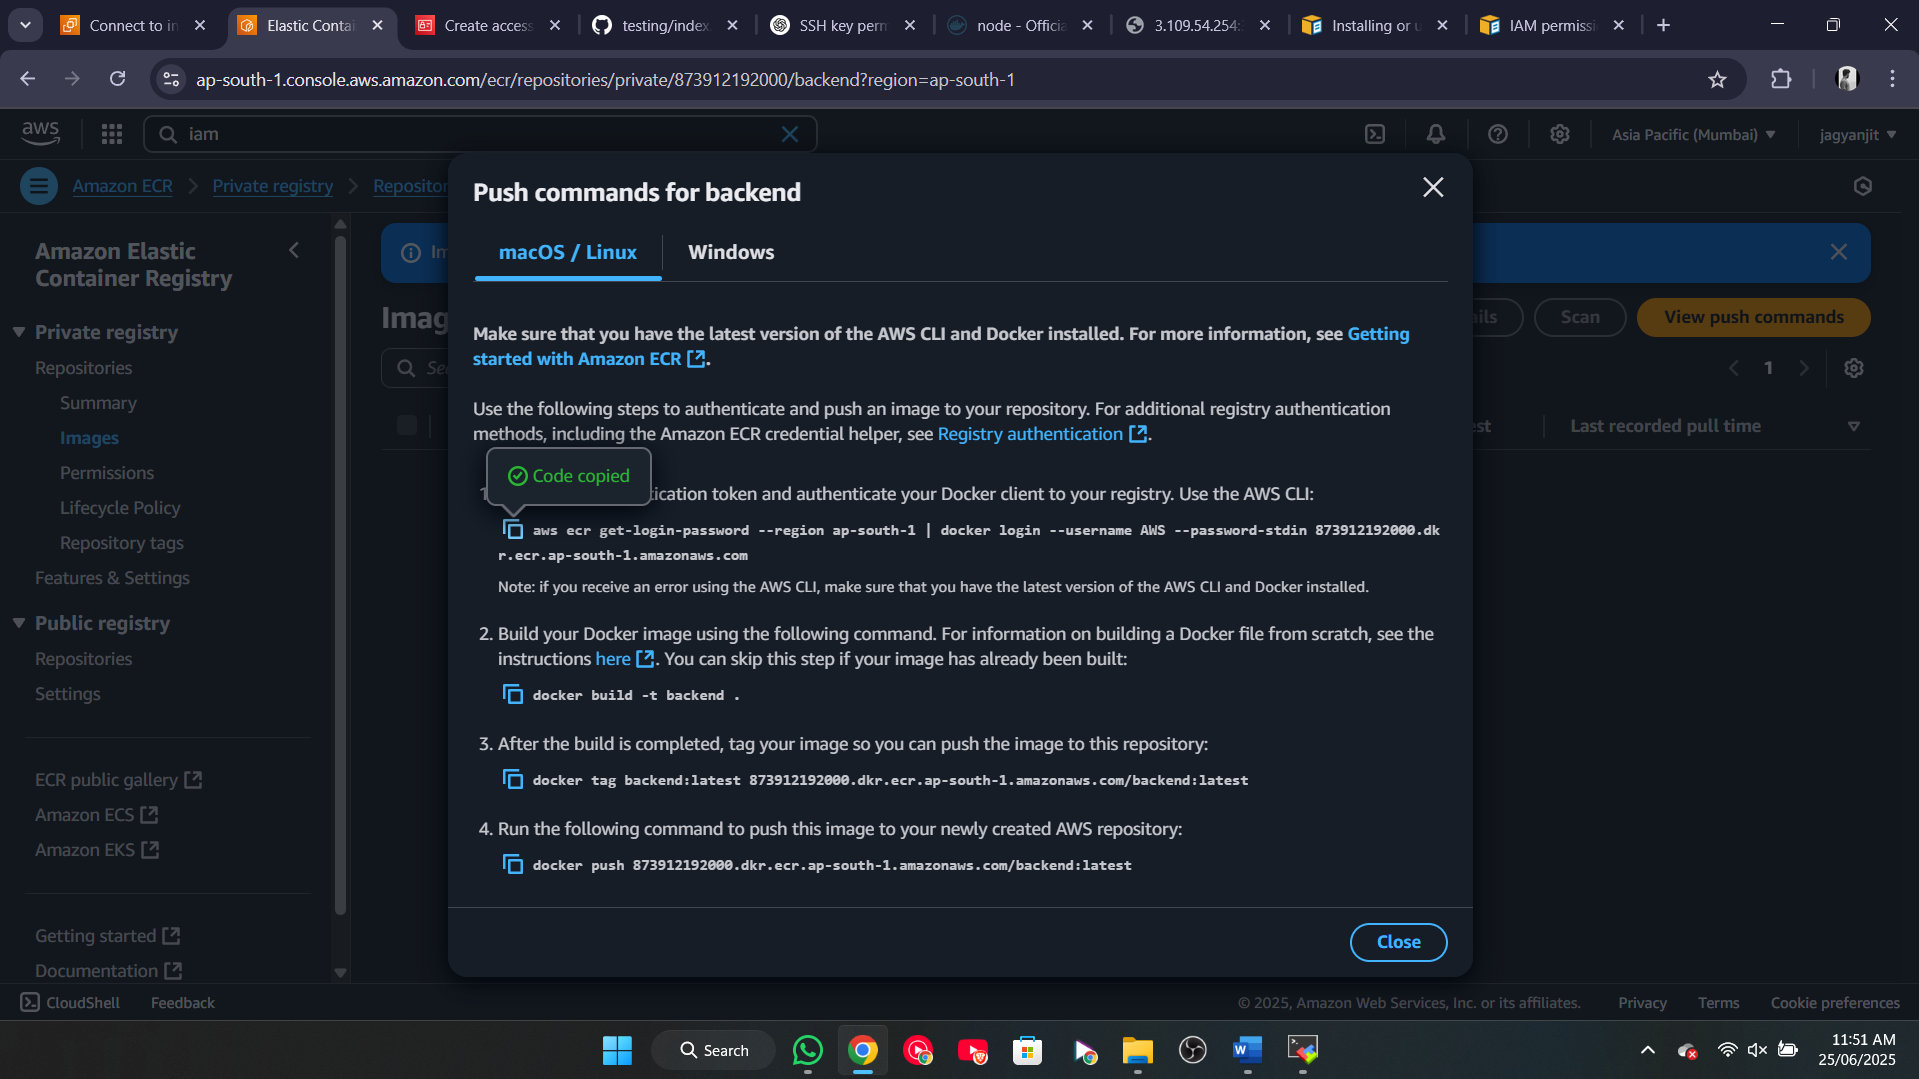 Connect to in
Elastic Contai
Create access
testing/index.
SSH key perm
node - Officia
3.109.54.254:
Installing or u
IAM permissi
ap-south-1.console.aws.amazon.com/ecr/repositories/private/873912192000/backend?region=ap-south-1
aws
iam
Asia Pacific (Mumbai)
jagyanjit
Amazon ECR
Private registry
Repositor
Amazon Elastic
Container Registry
Private registry
Repositories
Summary
Images
Permissions
Lifecycle Policy
Repository tags
Features & Settings
Public registry
Repositories
Settings
ECR public gallery
Amazon ECS
Amazon EKS
Getting started
Documentation
Imag
Scan
View push commands
1
Last recorded pull time
Push commands for backend
macOS / Linux
Windows
Make sure that you have the latest version of the AWS CLI and Docker installed. For more information, see Getting
started with Amazon ECR.
Use the following steps to authenticate and push an image to your repository. For additional registry authentication
methods, including the Amazon ECR credential helper, see Registry authentication.
Code copied
1 ication token and authenticate your Docker client to your registry. Use the AWS CLI:
aws ecr get-login-password --region ap-south-1 | docker login --username AWS --password-stdin 873912192000.dk
r.ecr.ap-south-1.amazonaws.com
Note: if you receive an error using the AWS CLI, make sure that you have the latest version of the AWS CLI and Docker installed.
2. Build your Docker image using the following command. For information on building a Docker file from scratch, see the
instructions here. You can skip this step if your image has already been built:
docker build -t backend .
3. After the build is completed, tag your image so you can push the image to this repository:
docker tag backend:latest 873912192000.dkr.ecr.ap-south-1.amazonaws.com/backend:latest
4. Run the following command to push this image to your newly created AWS repository:
docker push 873912192000.dkr.ecr.ap-south-1.amazonaws.com/backend:latest
Close
CloudShell
Feedback
© 2025, Amazon Web Services, Inc. or its affiliates.
Privacy
Terms
Cookie preferences
Search
11:51 AM
25/06/2025